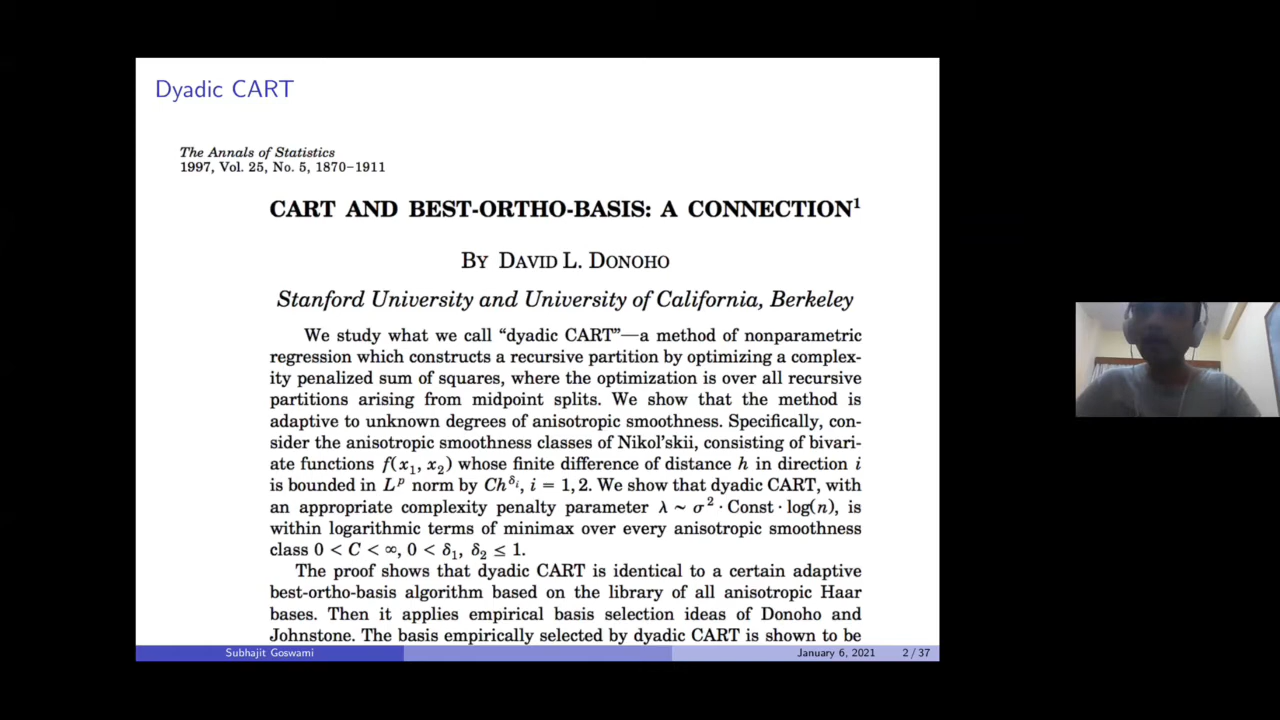 Dyadic CART
The Annals of Statistics
1997, Vol. 25, No. 5, 1870–1911
CART AND BEST-ORTHO-BASIS: A CONNECTION¹
BY DAVID L. DONOHO
Stanford University and University of California, Berkeley
We study what we call “dyadic CART”—a method of nonparametric
regression which constructs a recursive partition by optimizing a complex-
ity penalized sum of squares, where the optimization is over all recursive
partitions arising from midpoint splits. We show that the method is
adaptive to unknown degrees of anisotropic smoothness. Specifically, con-
sider the anisotropic smoothness classes of Nikol’skii, consisting of bivari-
ate functions f(x₁, x₂) whose finite difference of distance h in direction i
is bounded in Lᵖ norm by Ch^{δᵢ}, i = 1, 2. We show that dyadic CART, with
an appropriate complexity penalty parameter λ ~ σ² · Const · log(n), is
within logarithmic terms of minimax over every anisotropic smoothness
class 0 < C < ∞, 0 < δ₁, δ₂ ≤ 1.
The proof shows that dyadic CART is identical to a certain adaptive
best-ortho-basis algorithm based on the library of all anisotropic Haar
bases. Then it applies empirical basis selection ideas of Donoho and
Johnstone. The basis empirically selected by dyadic CART is shown to be
Subhajit Goswami
January 6, 2021
2 / 37